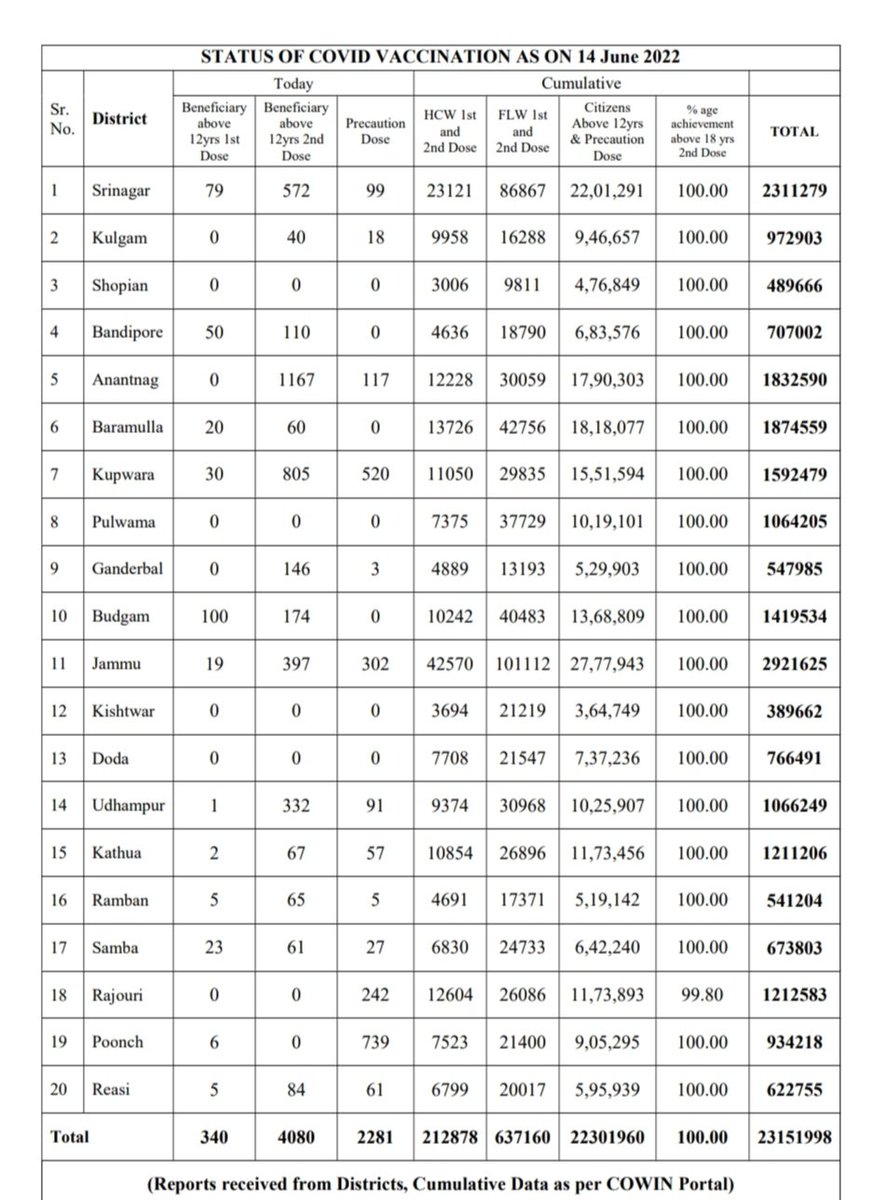 STATUS OF COVID VACCINATION AS ON 14 June 2022
Sr. No. District Today Cumulative
Beneficiary above 12yrs 1st Dose Beneficiary above 12yrs 2nd Dose Precaution Dose HCW 1st and 2nd Dose FLW 1st and 2nd Dose Citizens Above 12yrs & Precaution Dose % age achievement above 18 yrs 2nd Dose TOTAL
1 Srinagar 79 572 99 23121 86867 22,01,291 100.00 2311279
2 Kulgam 0 40 18 9958 16288 9,46,657 100.00 972903
3 Shopian 0 0 0 3006 9811 4,76,849 100.00 489666
4 Bandipore 50 110 0 4636 18790 6,83,576 100.00 707002
5 Anantnag 0 1167 117 12228 30059 17,90,303 100.00 1832590
6 Baramulla 20 60 0 13726 42756 18,18,077 100.00 1874559
7 Kupwara 30 805 520 11050 29835 15,51,594 100.00 1592479
8 Pulwama 0 0 0 7375 37729 10,19,101 100.00 1064205
9 Ganderbal 0 146 3 4889 13193 5,29,903 100.00 547985
10 Budgam 100 174 0 10242 40483 13,68,809 100.00 1419534
11 Jammu 19 397 302 42570 101112 27,77,943 100.00 2921625
12 Kishtwar 0 0 0 3694 21219 3,64,749 100.00 389662
13 Doda 0 0 0 7708 21547 7,37,236 100.00 766491
14 Udhampur 1 332 91 9374 30968 10,25,907 100.00 1066249
15 Kathua 2 67 57 10854 26896 11,73,456 100.00 1211206
16 Ramban 5 65 5 4691 17371 5,19,142 100.00 541204
17 Samba 23 61 27 6830 24733 6,42,240 100.00 673803
18 Rajouri 0 0 242 12604 26086 11,73,893 99.80 1212583
19 Poonch 6 0 739 7523 21400 9,05,295 100.00 934218
20 Reasi 5 84 61 6799 20017 5,95,939 100.00 622755
Total 340 4080 2281 212878 637160 22301960 100.00 23151998
(Reports received from Districts, Cumulative Data as per COWIN Portal)